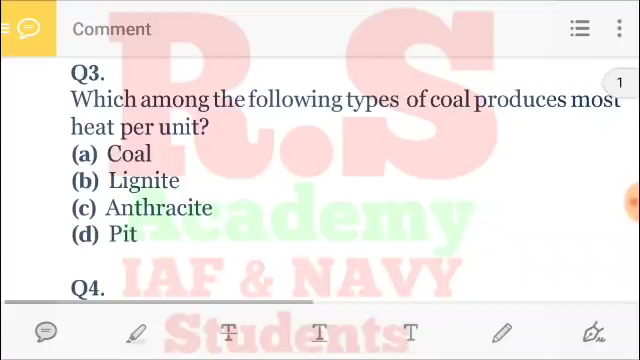 Comment
1
Q3.
Which among the following types of coal produces most
heat per unit?
(a) Coal
(b) Lignite
(c) Anthracite
(d) Pit
Q4.
R.S
Academy
IAF & NAVY
Students
T
T
T